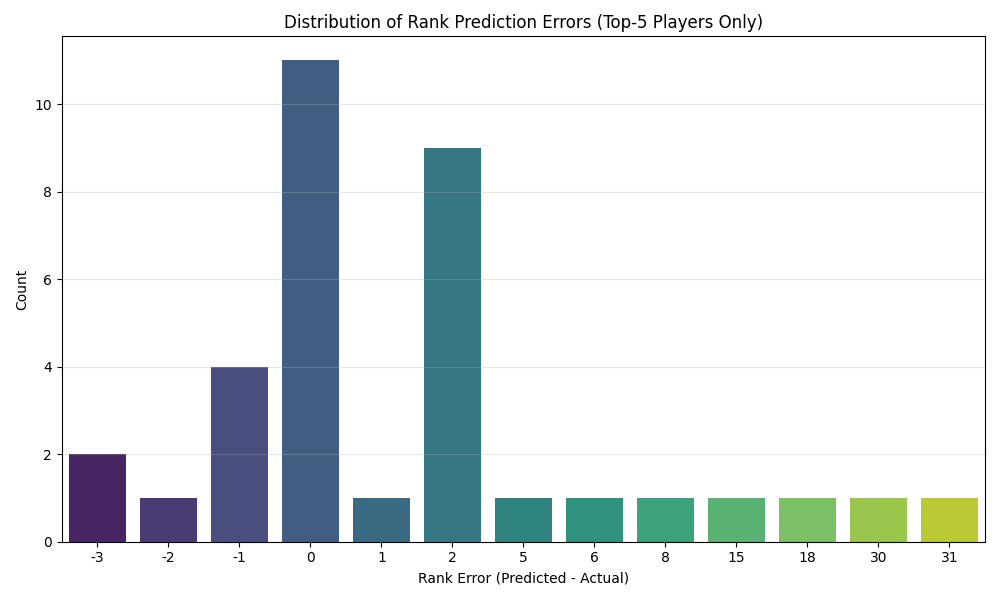 Distribution of Rank Prediction Errors (Top-5 Players Only)
Count
10
8
6
4
2
0
-3 -2 -1 0 1 2 5 6 8 15 18 30 31
Rank Error (Predicted - Actual)